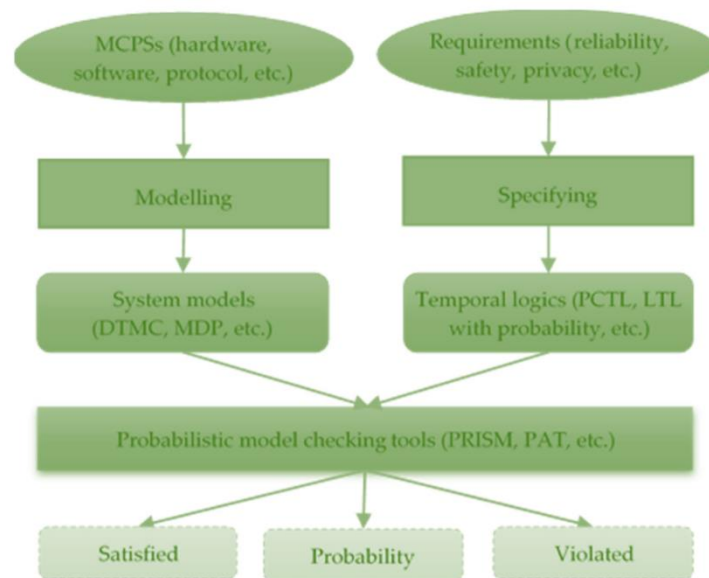 MCPSs (hardware,
software, protocol, etc.)
Requirements (reliability,
safety, privacy, etc.)
Modelling
Specifying
System models
(DTMC, MDP, etc.)
Temporal logics (PCTL, LTL
with probability, etc.)
Probabilistic model checking tools (PRISM, PAT, etc.)
Satisfied
Probability
Violated